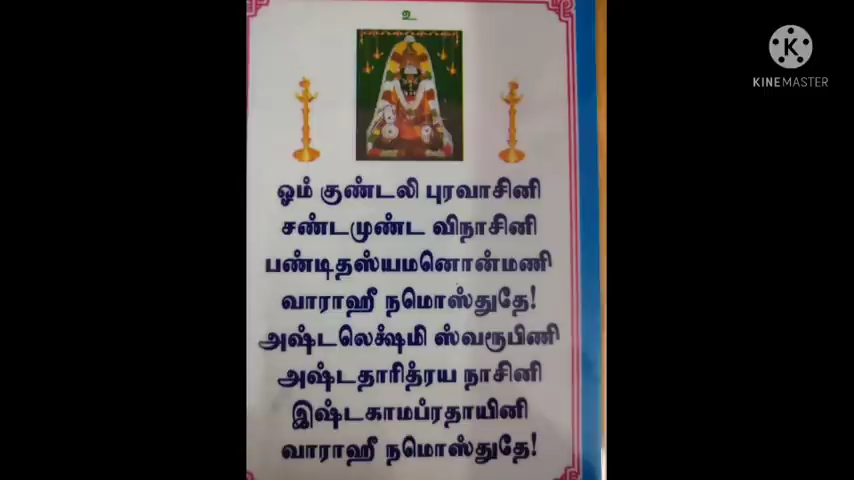 உ
KINEMASTER
ஓம் குண்டலி புரவாசினி
சண்டமுண்ட விநாசினி
பண்டிதஸ்யமனொன்மணி
வாராஹீ நமொஸ்துதே!
அஷ்டலெக்ஷ்மி ஸ்வரூபிணி
அஷ்டதாரித்ரய நாசினி
இஷ்டகாமப்ரதாயினி
வாராஹீ நமொஸ்துதே!